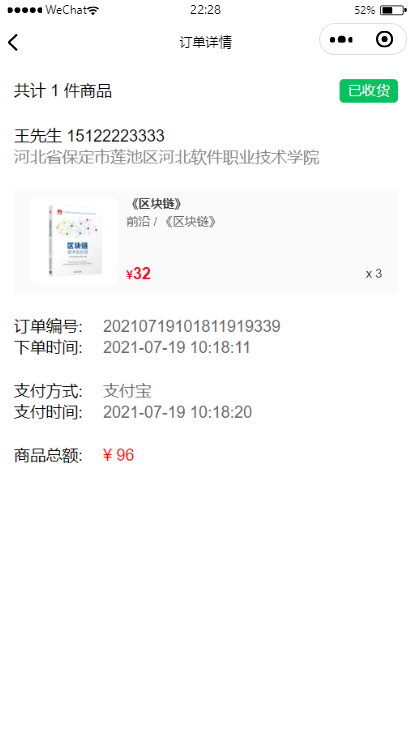 WeChat 22:28 52%
订单详情
共计 1 件商品 已收货
王先生 15122223333
河北省保定市莲池区河北软件职业技术学院
《区块链》
前沿 / 《区块链》
区块链
¥32 x 3
订单编号: 20210719101811919339
下单时间: 2021-07-19 10:18:11
支付方式: 支付宝
支付时间: 2021-07-19 10:18:20
商品总额: ¥ 96